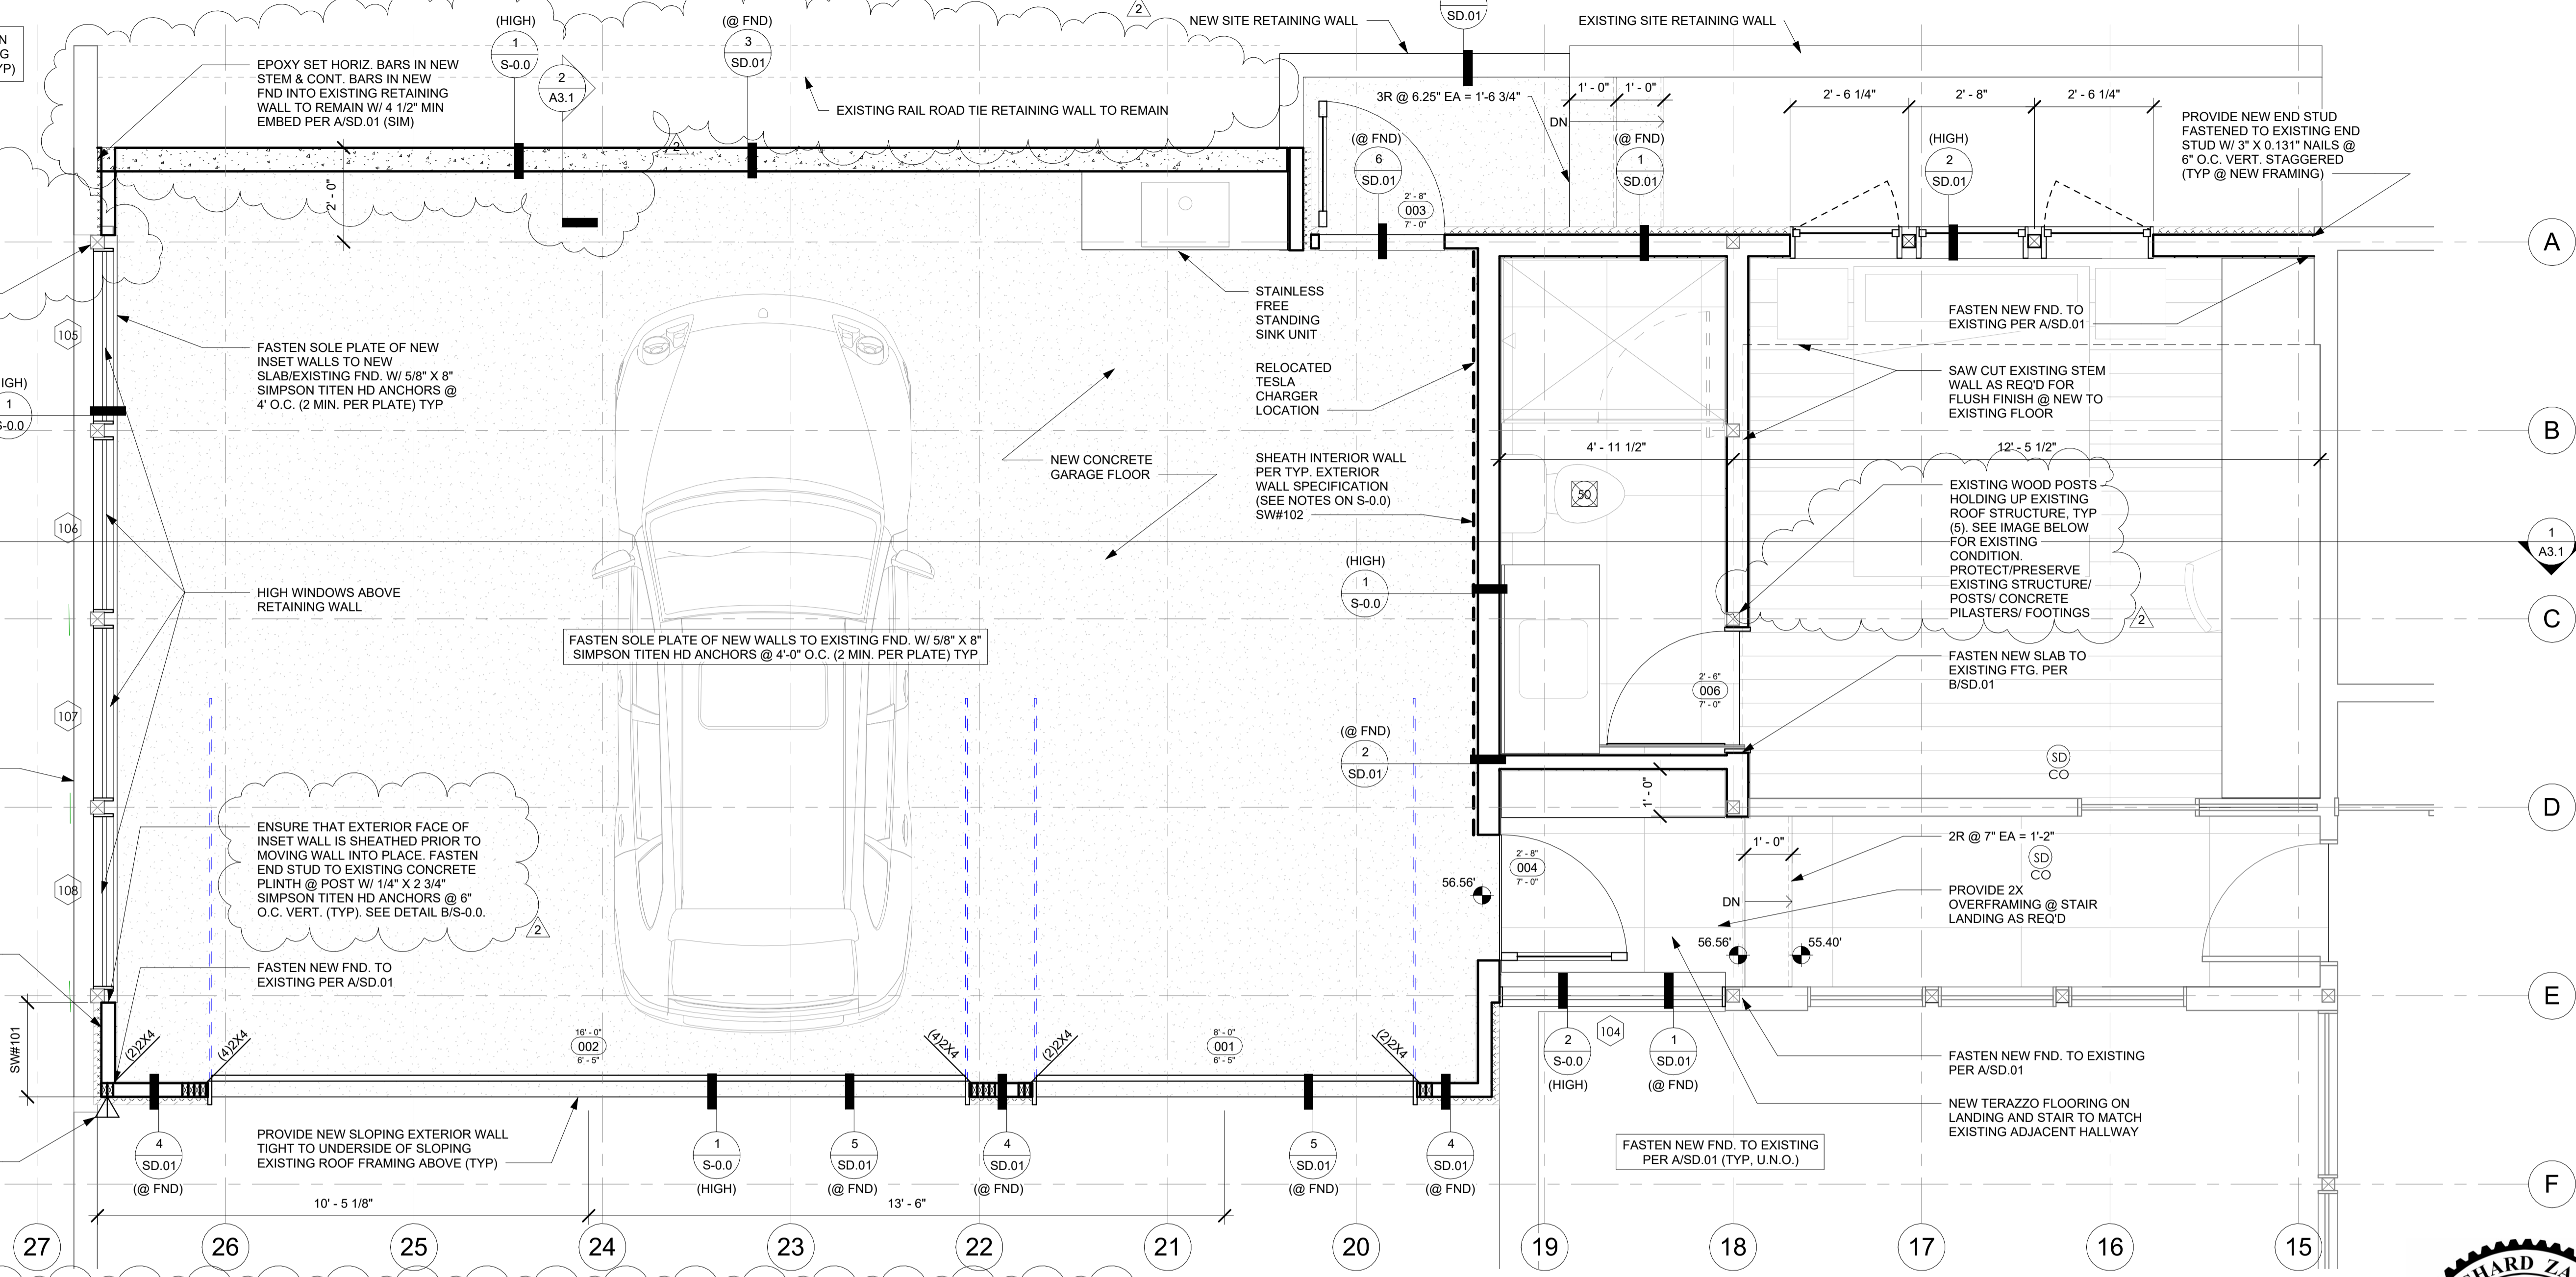 (HIGH)
1
S-0.0
2
A3.1
(@ FND)
3
SD.01
2
NEW SITE RETAINING WALL
SD.01
EXISTING SITE RETAINING WALL
EPOXY SET HORIZ. BARS IN NEW
STEM & CONT. BARS IN NEW
FND INTO EXISTING RETAINING
WALL TO REMAIN W/ 4 1/2" MIN
EMBED PER A/SD.01 (SIM)
EXISTING RAIL ROAD TIE RETAINING WALL TO REMAIN
2
3R @ 6.25" EA = 1'-6 3/4"
1' - 0"
1' - 0"
DN
2' - 6 1/4"
2' - 8"
2' - 6 1/4"
PROVIDE NEW END STUD
FASTENED TO EXISTING END
STUD W/ 3" X 0.131" NAILS @
6" O.C. VERT. STAGGERED
(TYP @ NEW FRAMING)
(@ FND)
6
SD.01
(@ FND)
1
SD.01
(HIGH)
2
SD.01
2' - 8"
003
7' - 0"
2' - 0"
A
105
FASTEN SOLE PLATE OF NEW
INSET WALLS TO NEW
SLAB/EXISTING FND. W/ 5/8" X 8"
SIMPSON TITEN HD ANCHORS @
4' O.C. (2 MIN. PER PLATE) TYP
STAINLESS
FREE
STANDING
SINK UNIT
RELOCATED
TESLA
CHARGER
LOCATION
FASTEN NEW FND. TO
EXISTING PER A/SD.01
SAW CUT EXISTING STEM
WALL AS REQ'D FOR
FLUSH FINISH @ NEW TO
EXISTING FLOOR
1
B
4' - 11 1/2"
12' - 5 1/2"
NEW CONCRETE
GARAGE FLOOR
SHEATH INTERIOR WALL
PER TYP. EXTERIOR
WALL SPECIFICATION
(SEE NOTES ON S-0.0)
SW#102
50
EXISTING WOOD POSTS
HOLDING UP EXISTING
ROOF STRUCTURE, TYP
(5). SEE IMAGE BELOW
FOR EXISTING
CONDITION.
PROTECT/PRESERVE
EXISTING STRUCTURE/
POSTS/ CONCRETE
PILASTERS/ FOOTINGS
2
106
1
A3.1
HIGH WINDOWS ABOVE
RETAINING WALL
(HIGH)
1
S-0.0
C
FASTEN SOLE PLATE OF NEW WALLS TO EXISTING FND. W/ 5/8" X 8"
SIMPSON TITEN HD ANCHORS @ 4'-0" O.C. (2 MIN. PER PLATE) TYP
FASTEN NEW SLAB TO
EXISTING FTG. PER
B/SD.01
2' - 6"
006
7' - 0"
107
(@ FND)
2
SD.01
SD
CO
1' - 0"
D
ENSURE THAT EXTERIOR FACE OF
INSET WALL IS SHEATHED PRIOR TO
MOVING WALL INTO PLACE. FASTEN
END STUD TO EXISTING CONCRETE
PLINTH @ POST W/ 1/4" X 2 3/4"
SIMPSON TITEN HD ANCHORS @ 6"
O.C. VERT. (TYP). SEE DETAIL B/S-0.0.
2
108
1' - 0"
2R @ 7" EA = 1'-2"
SD
CO
2' - 8"
004
7' - 0"
56.56'
DN
PROVIDE 2X
OVERFRAMING @ STAIR
LANDING AS REQ'D
56.56'
55.40'
FASTEN NEW FND. TO
EXISTING PER A/SD.01
E
SW#101
(2)2X4
(4)2X4
16' - 0"
002
6' - 5"
(4)2X4
(2)2X4
8' - 0"
001
6' - 5"
(2)2X4
2
S-0.0
(HIGH)
104
1
SD.01
(@ FND)
FASTEN NEW FND. TO EXISTING
PER A/SD.01
NEW TERAZZO FLOORING ON
LANDING AND STAIR TO MATCH
EXISTING ADJACENT HALLWAY
4
SD.01
(@ FND)
PROVIDE NEW SLOPING EXTERIOR WALL
TIGHT TO UNDERSIDE OF SLOPING
EXISTING ROOF FRAMING ABOVE (TYP)
1
S-0.0
(HIGH)
5
SD.01
(@ FND)
4
SD.01
(@ FND)
5
SD.01
(@ FND)
4
SD.01
(@ FND)
FASTEN NEW FND. TO EXISTING
PER A/SD.01 (TYP, U.N.O.)
F
10' - 5 1/8"
13' - 6"
27
26
25
24
23
22
21
20
19
18
17
16
15